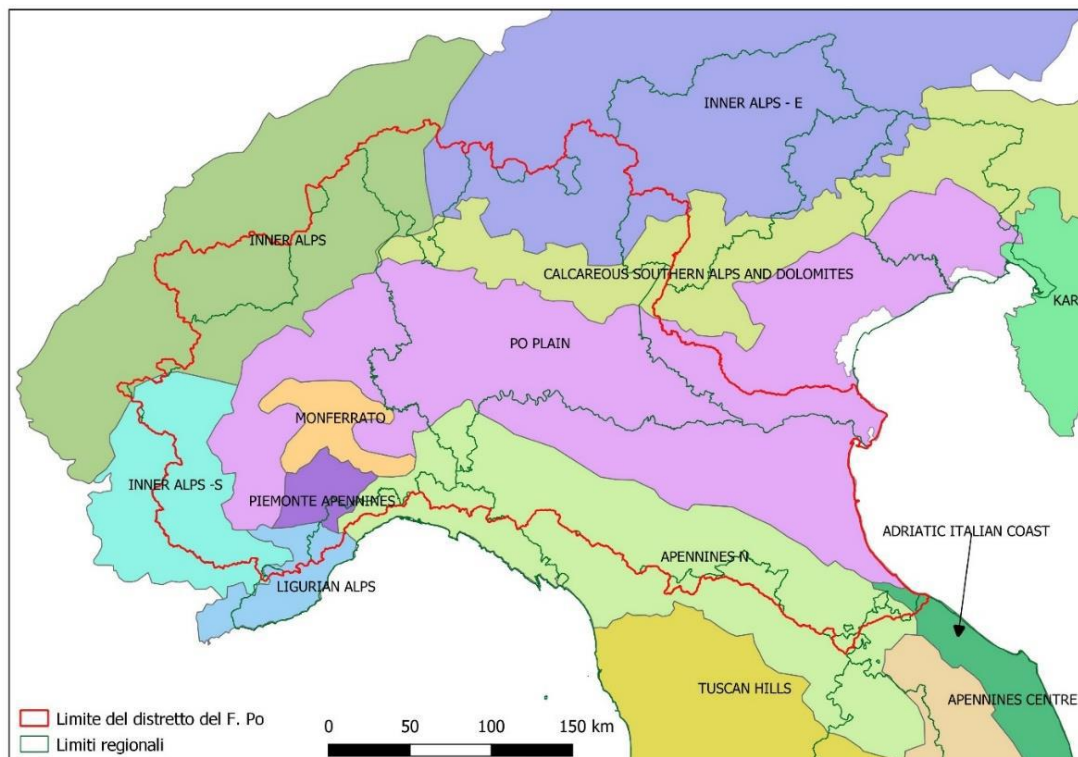 INNER ALPS - E
INNER ALPS
CALCAREOUS SOUTHERN ALPS AND DOLOMITES
KAR
PO PLAIN
MONFERRATO
INNER ALPS -S
PIEMONTE APENNINES
ADRIATIC ITALIAN COAST
APENNINES N
LIGURIAN ALPS
TUSCAN HILLS
APENNINES CENTRE
Limite del distretto del F. Po
Limiti regionali
0 50 100 150 km